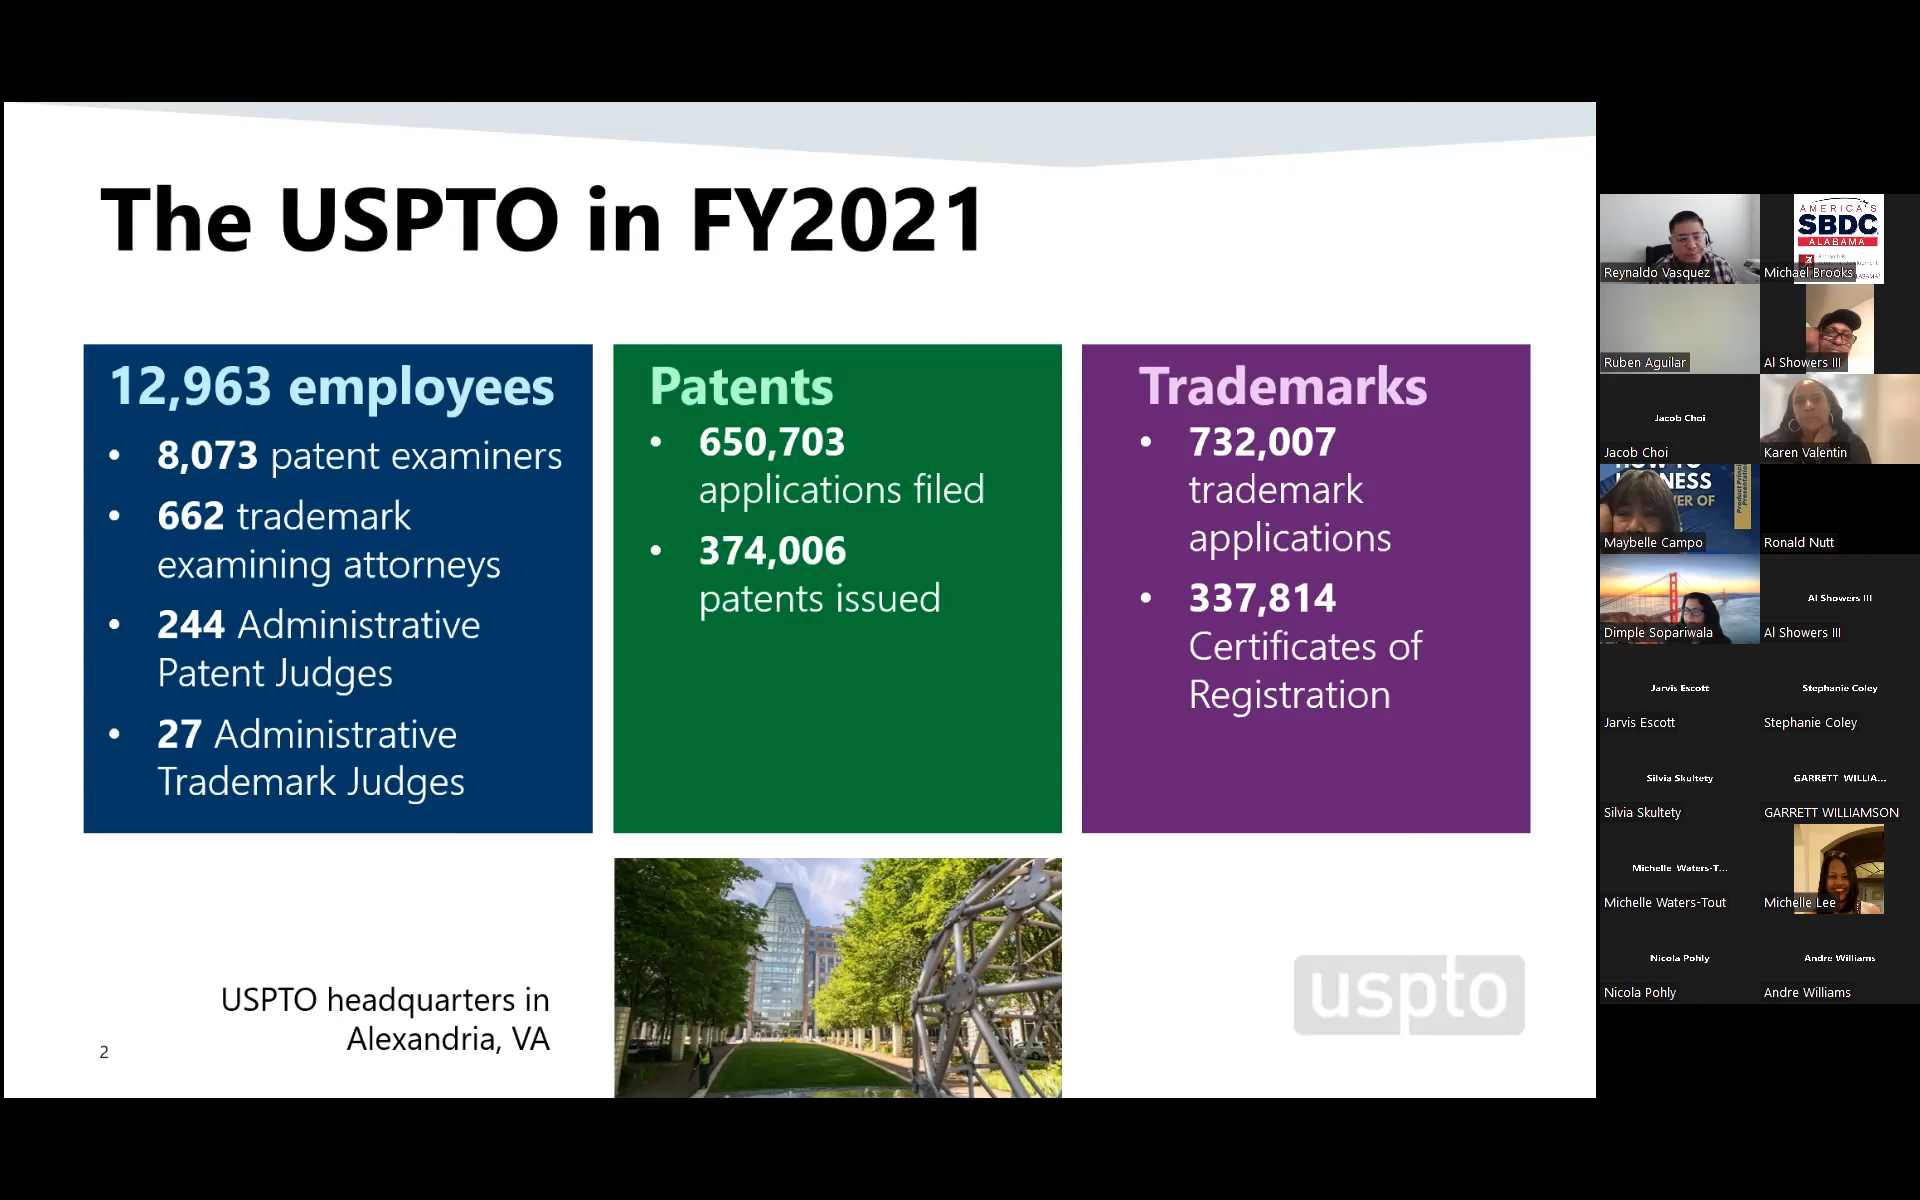 The USPTO in FY2021
12,963 employees
• 8,073 patent examiners
• 662 trademark
examining attorneys
• 244 Administrative
Patent Judges
• 27 Administrative
Trademark Judges
Patents
• 650,703
applications filed
• 374,006
patents issued
Trademarks
• 732,007
trademark
applications
• 337,814
Certificates of
Registration
USPTO headquarters in
Alexandria, VA
2
uspto
Reynaldo Vasquez
AMERICA'S
SBDC
ALABAMA
Michael Brooks
Ruben Aguilar
Al Showers III
Jacob Choi
Jacob Choi
Karen Valentin
HOW TO
NESS
ER OF
Maybelle Campo
Ronald Nutt
Dimple Sopariwala
Al Showers III
Al Showers III
Jarvis Escott
Jarvis Escott
Stephanie Coley
Stephanie Coley
Silvia Skultety
Silvia Skultety
GARRETT WILLIA...
GARRETT WILLIAMSON
Michelle Waters-T...
Michelle Waters-Tout
Michelle Lee
Nicola Pohly
Nicola Pohly
Andre Williams
Andre Williams